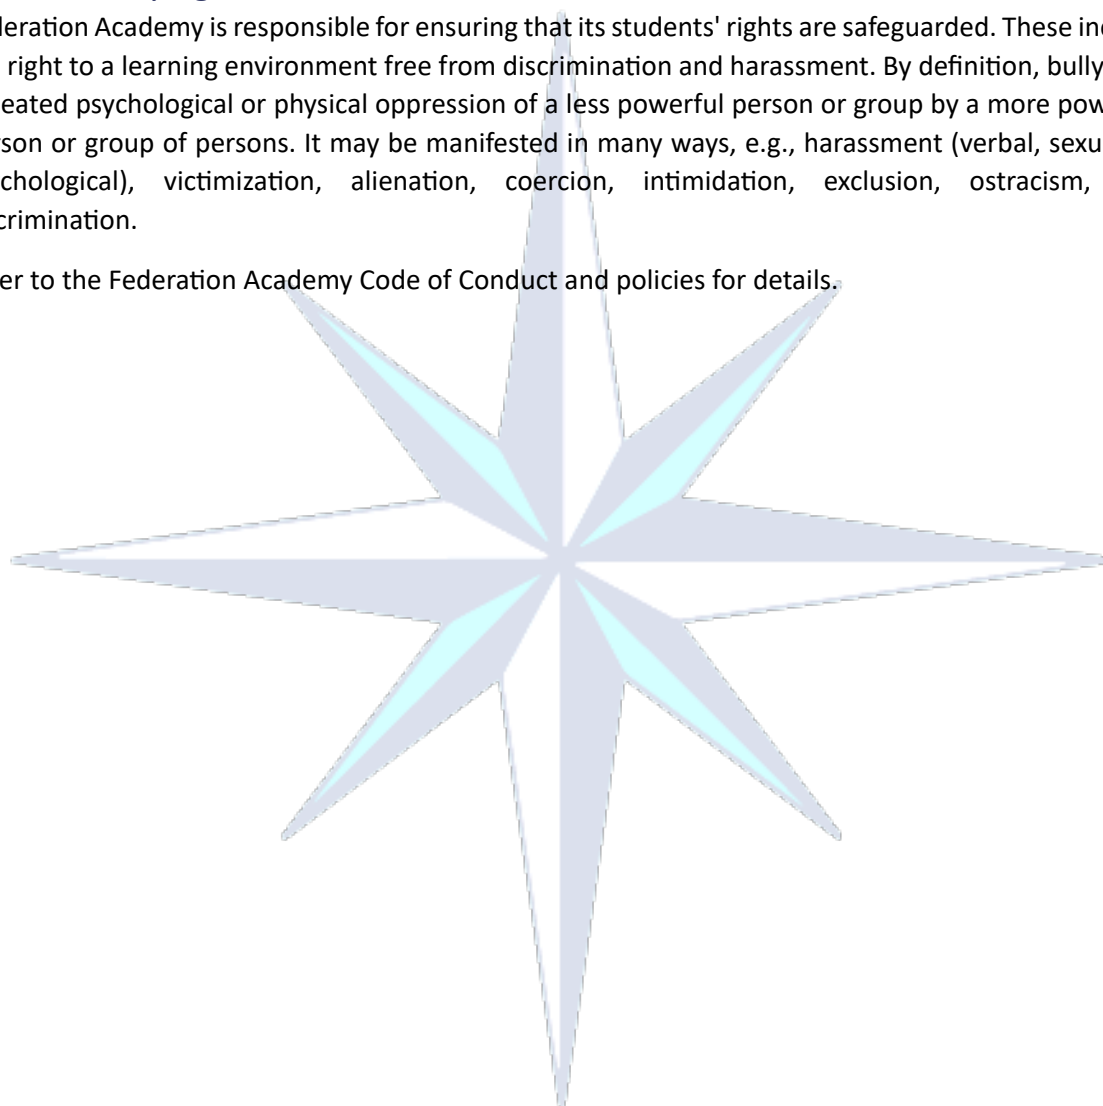 deration Academy is responsible for ensuring that its students' rights are safeguarded. These inc
right to a learning environment free from discrimination and harassment. By definition, bully
eated psychological or physical oppression of a less powerful person or group by a more pow
rson or group of persons. It may be manifested in many ways, e.g., harassment (verbal, sexu
chological), victimization, alienation, coercion, intimidation, exclusion, ostracism,
crimination.
er to the Federation Academy Code of Conduct and policies for details.